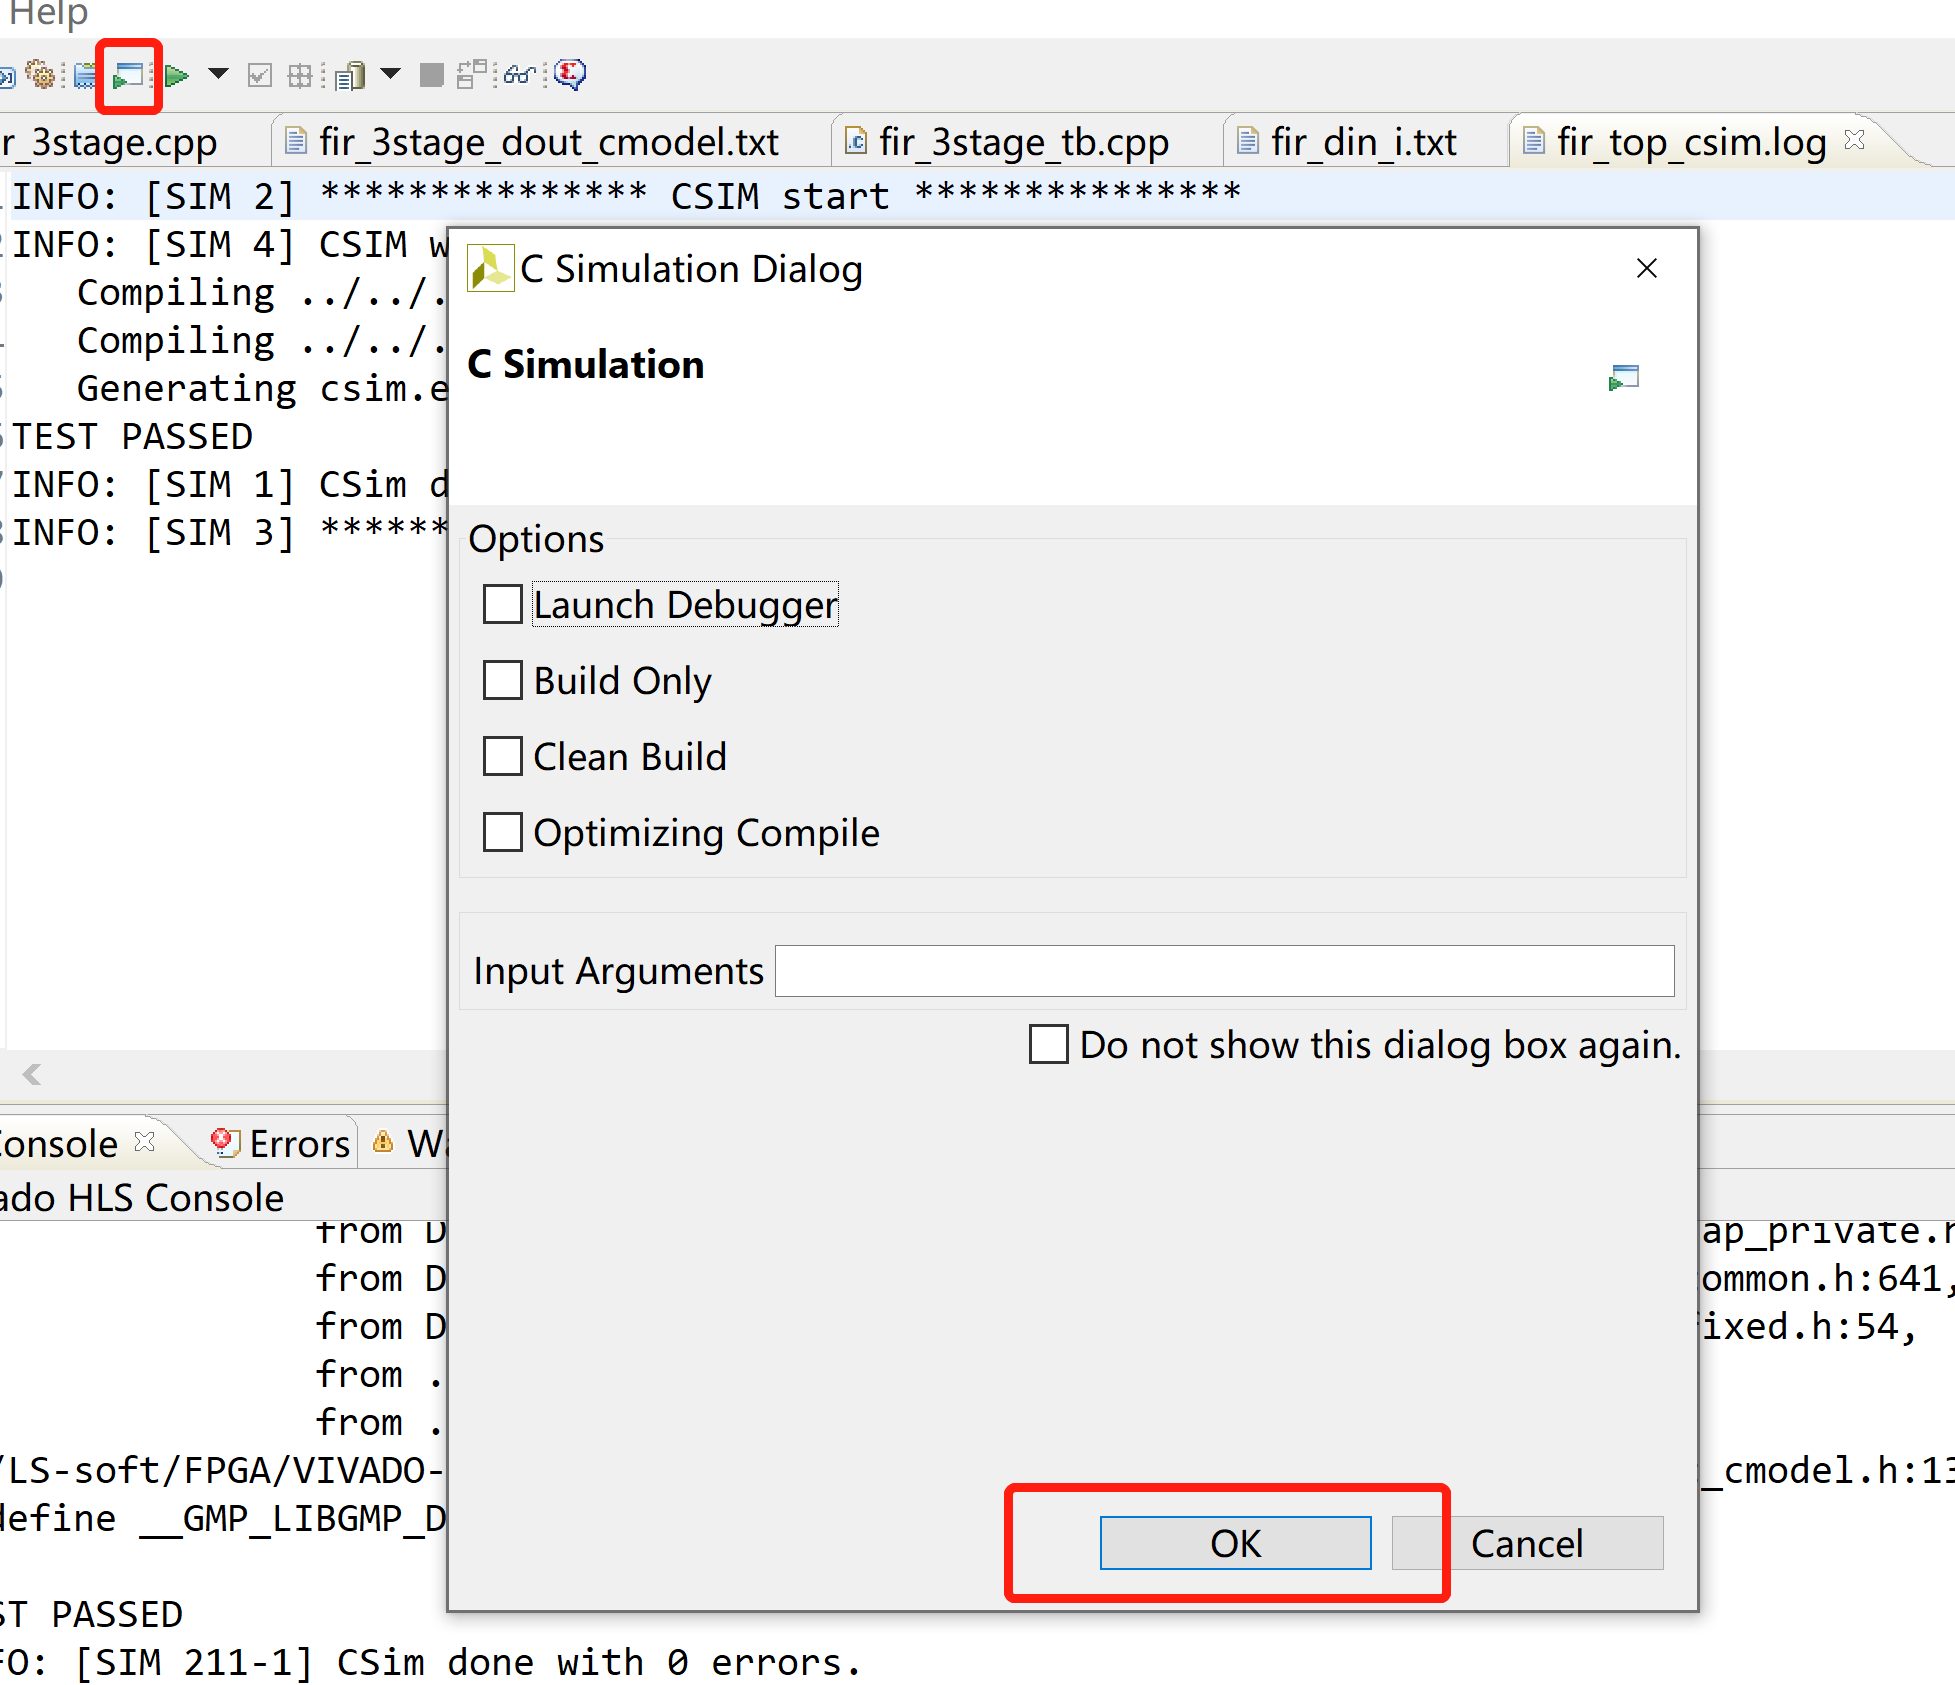 Help
r_3stage.cpp
fir_3stage_dout_cmodel.txt
fir_3stage_tb.cpp
fir_din_i.txt
fir_top_csim.log
INFO: [SIM 2] *************** CSIM start ***************
INFO: [SIM 4] CSIM w
Compiling ../../.
Compiling ../../.
Generating csim.e
TEST PASSED
INFO: [SIM 1] CSim d
INFO: [SIM 3] ******
C Simulation Dialog
C Simulation
Options
Launch Debugger
Build Only
Clean Build
Optimizing Compile
Input Arguments
Do not show this dialog box again.
OK
Cancel
onsole
Errors
Wa
ado HLS Console
from D
ap_private.h
from D
ommon.h:641,
from D
ixed.h:54,
from .
from .
/LS-soft/FPGA/VIVADO-
_cmodel.h:13
define __GMP_LIBGMP_D
ST PASSED
FO: [SIM 211-1] CSim done with 0 errors.